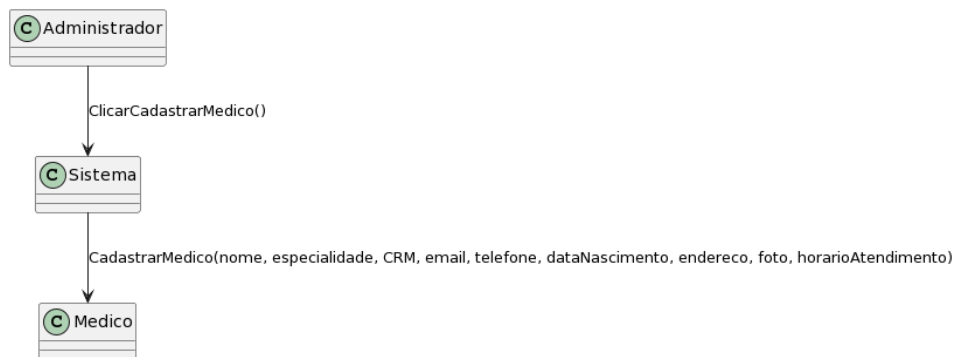 C Administrador
ClicarCadastrarMedico()
C Sistema
CadastrarMedico(nome, especialidade, CRM, email, telefone, dataNascimento, endereco, foto, horarioAtendimento)
C Medico